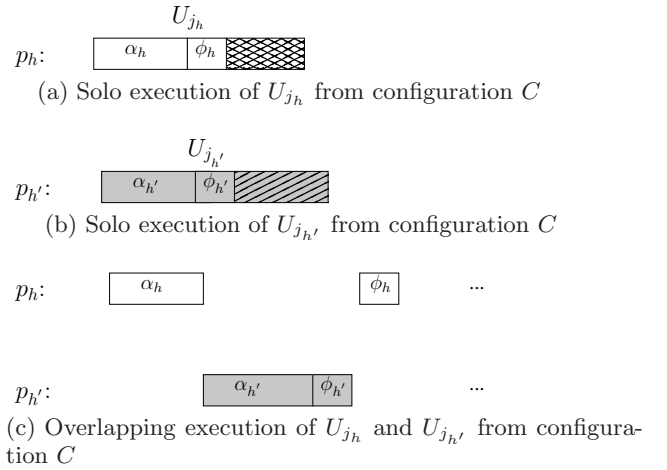 U_{j_h}
p_h: α_h ϕ_h
(a) Solo execution of U_{j_h} from configuration C
U_{j_{h'}}
p_{h'}: α_{h'} ϕ_{h'}
(b) Solo execution of U_{j_{h'}} from configuration C
p_h: α_h ϕ_h ...
p_{h'}: α_{h'} ϕ_{h'} ...
(c) Overlapping execution of U_{j_h} and U_{j_{h'}} from configura-
tion C